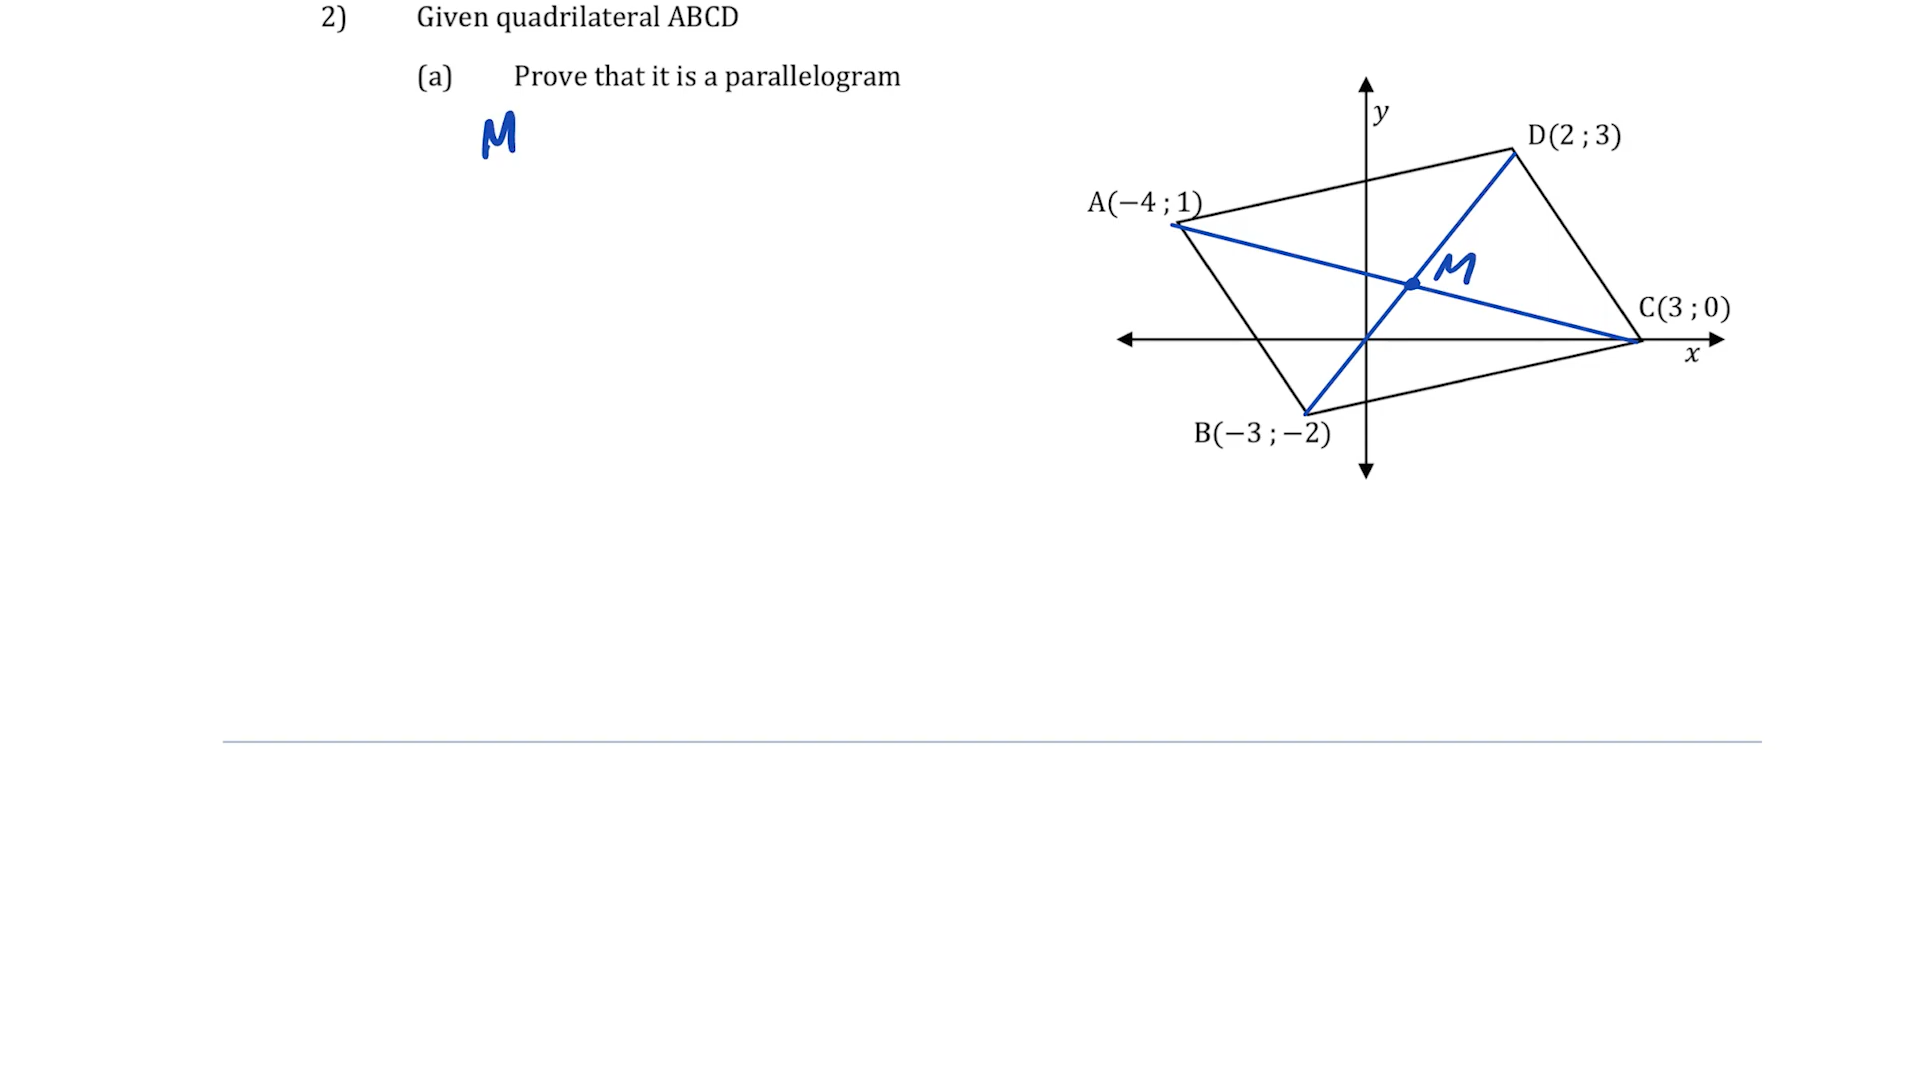 2) Given quadrilateral ABCD
(a) Prove that it is a parallelogram
M
y
D(2 ; 3)
A(−4 ; 1)
M
C(3 ; 0)
x
B(−3 ; −2)